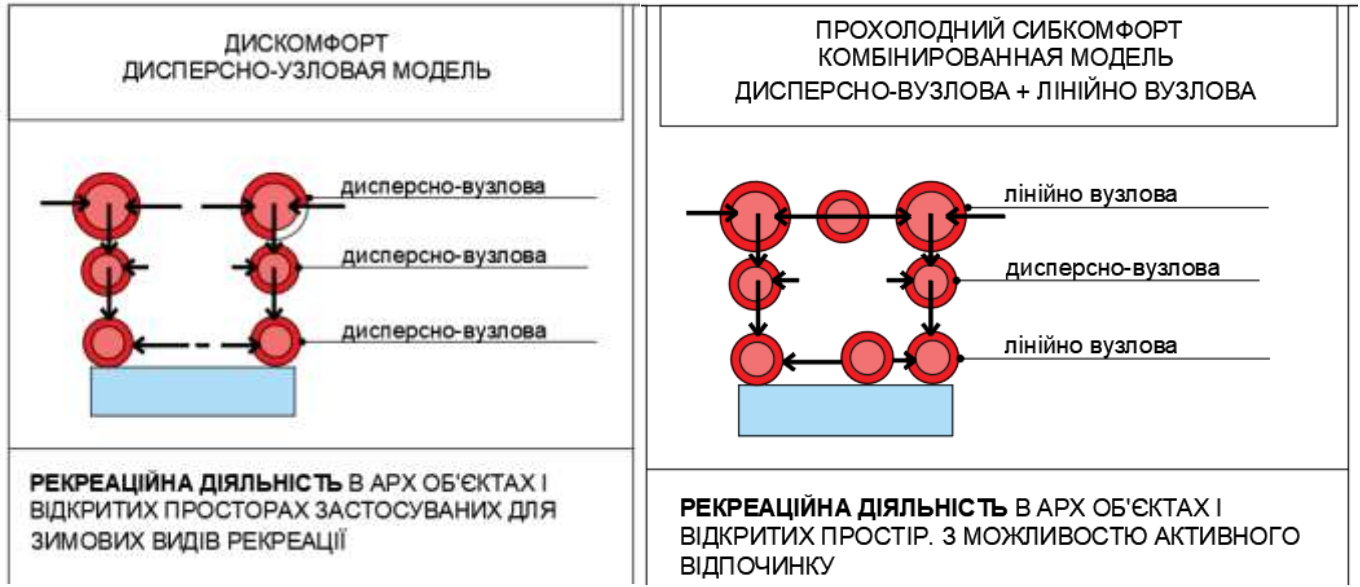 ДИСКОМФОРТ
ДИСПЕРСНО-УЗЛОВАЯ МОДЕЛЬ
дисперсно-вузлова
дисперсно-вузлова
дисперсно-вузлова
РЕКРЕАЦІЙНА ДІЯЛЬНІСТЬ В АРХ ОБ'ЄКТАХ І
ВІДКРИТИХ ПРОСТОРАХ ЗАСТОСУВАНИХ ДЛЯ
ЗИМОВИХ ВИДІВ РЕКРЕАЦІЇ
ПРОХОЛОДНИЙ СИБКОМФОРТ
КОМБІНИРОВАННАЯ МОДЕЛЬ
ДИСПЕРСНО-ВУЗЛОВА + ЛІНІЙНО ВУЗЛОВА
лінійно вузлова
дисперсно-вузлова
лінійно вузлова
РЕКРЕАЦІЙНА ДІЯЛЬНІСТЬ В АРХ ОБ'ЄКТАХ І
ВІДКРИТИХ ПРОСТІР. З МОЖЛИВОСТЮ АКТИВНОГО
ВІДПОЧИНКУ